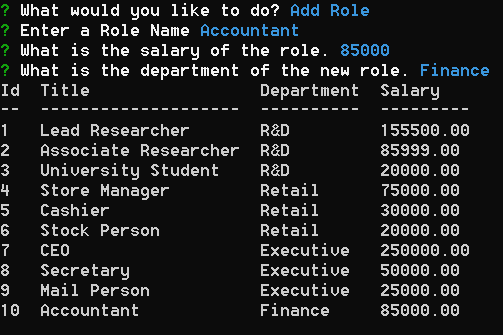 ? What would you like to do? Add Role
? Enter a Role Name Accountant
? What is the salary of the role. 85000
? What is the department of the new role. Finance
Id  Title                 Department  Salary
--  --------------------  ----------  ---------
1   Lead Researcher       R&D         155500.00
2   Associate Researcher  R&D         85999.00
3   University Student    R&D         20000.00
4   Store Manager         Retail      75000.00
5   Cashier               Retail      30000.00
6   Stock Person          Retail      20000.00
7   CEO                   Executive   250000.00
8   Secretary             Executive   50000.00
9   Mail Person           Executive   25000.00
10  Accountant            Finance     85000.00